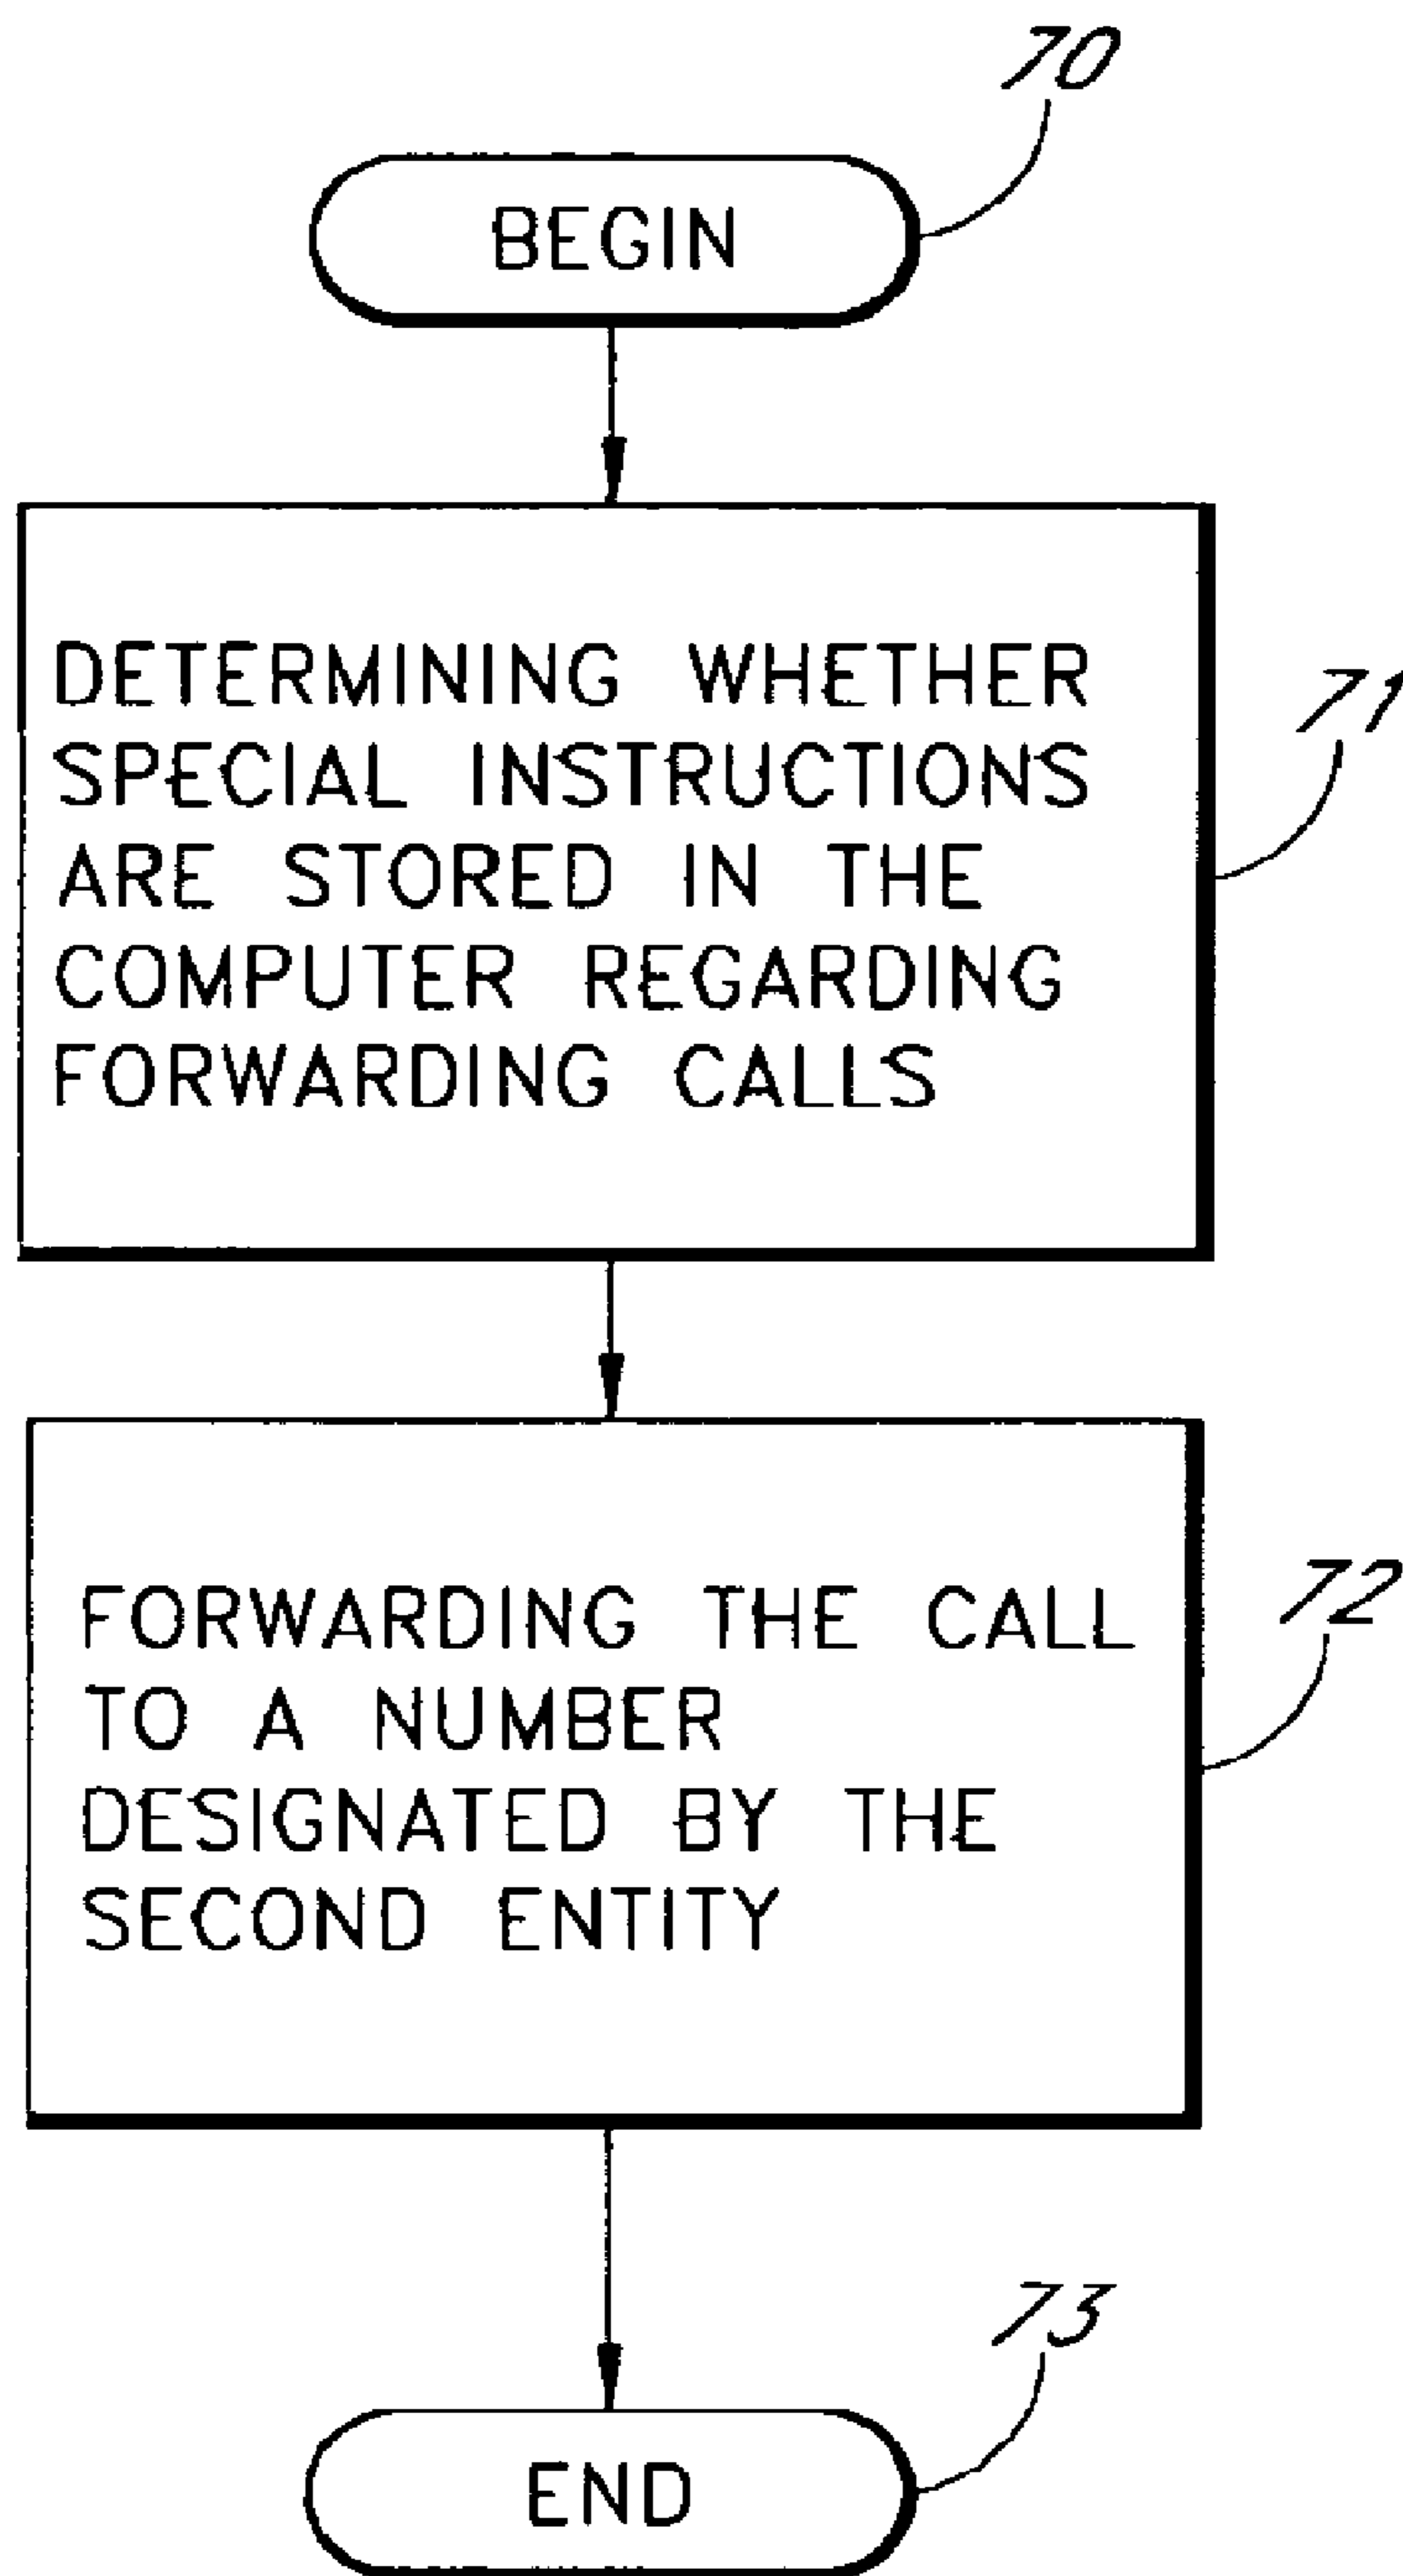 70
BEGIN
DETERMINING WHETHER
SPECIAL INSTRUCTIONS
ARE STORED IN THE
COMPUTER REGARDING
FORWARDING CALLS
71
FORWARDING THE CALL
TO A NUMBER
DESIGNATED BY THE
SECOND ENTITY
72
73
END